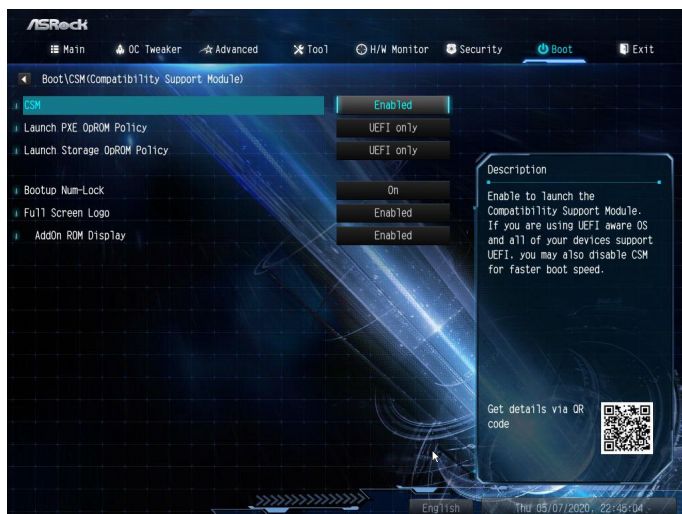 ASRock
Main OC Tweaker Advanced Tool H/W Monitor Security Boot Exit
Boot\CSM(Compatibility Support Module)
CSM Enabled
Launch PXE OpROM Policy UEFI only
Launch Storage OpROM Policy UEFI only
Bootup Num-Lock On
Full Screen Logo Enabled
AddOn ROM Display Enabled
Description
Enable to launch the
Compatibility Support Module.
If you are using UEFI aware OS
and all of your devices support
UEFI. you may also disable CSM
for faster boot speed.
Get details via QR
code
English Thu 05/07/2020. 22:45:04